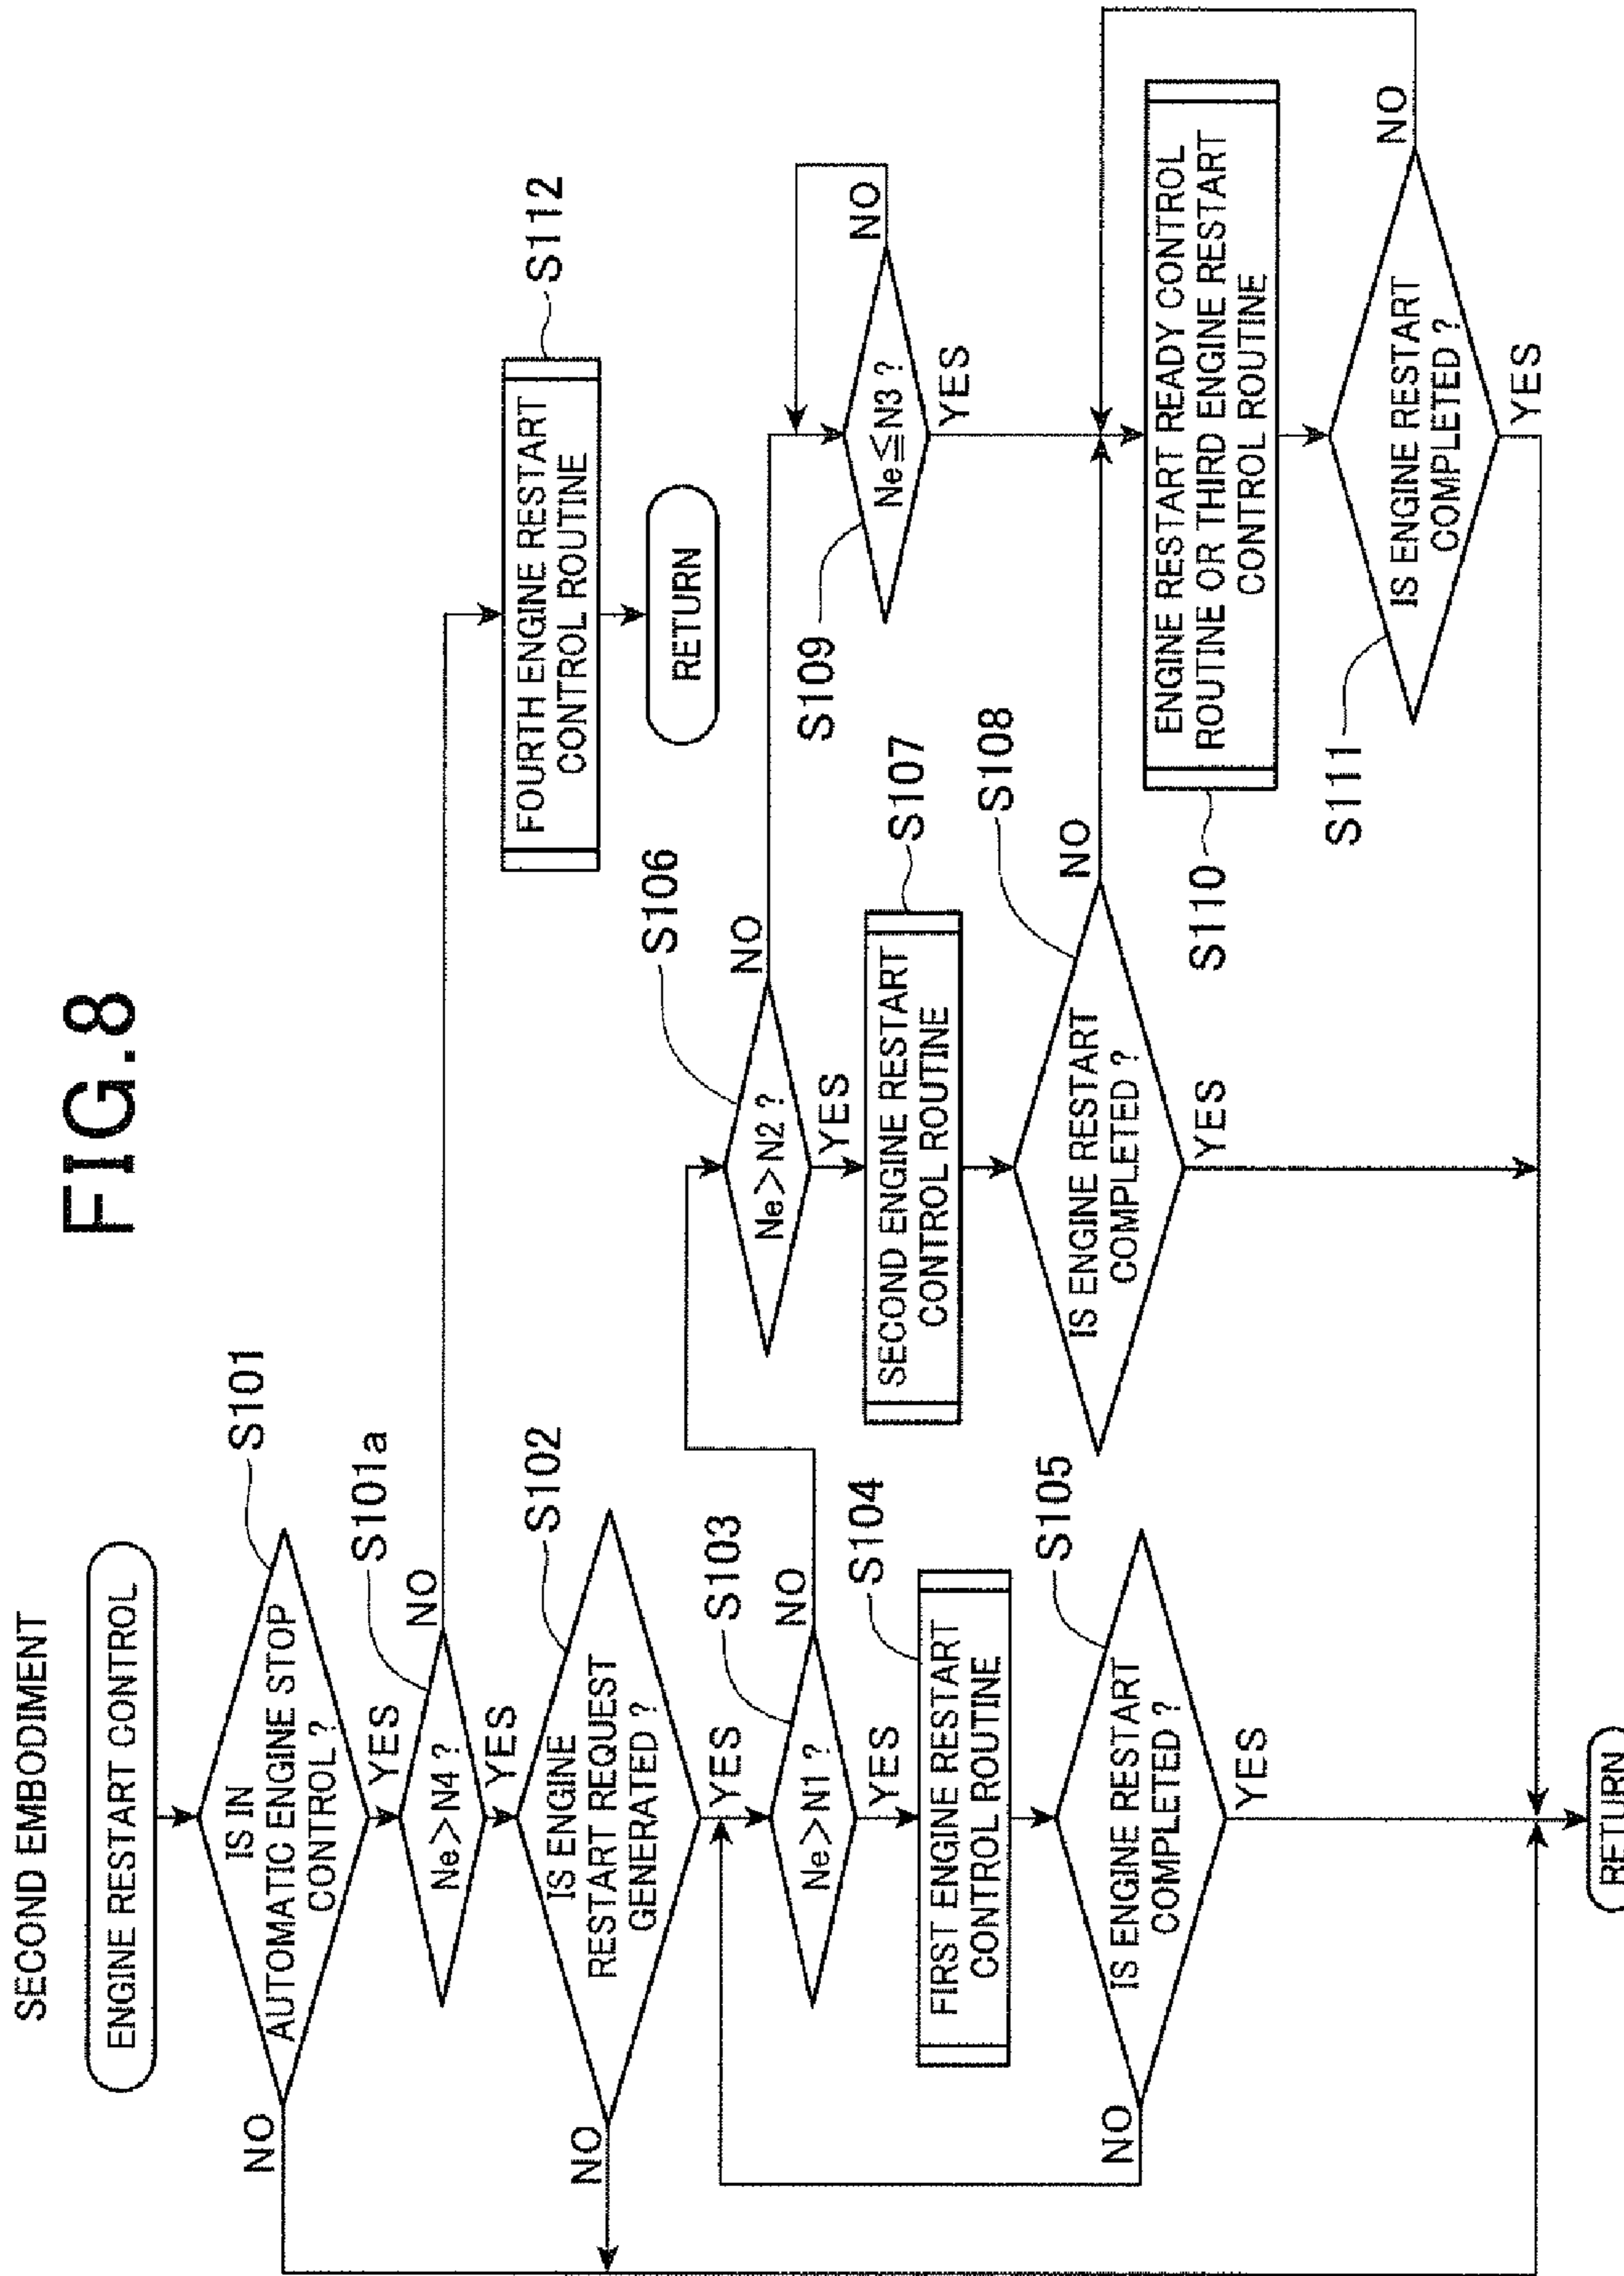 FIG.8
SECOND EMBODIMENT
ENGINE RESTART CONTROL
S101
IS IN
AUTOMATIC ENGINE STOP
CONTROL ?
NO
YES
S101a
Ne>N4 ?
NO
YES
S102
IS ENGINE
RESTART REQUEST
GENERATED ?
NO
YES
S103
Ne>N1 ?
NO
YES
S104
FIRST ENGINE RESTART
CONTROL ROUTINE
S105
IS ENGINE RESTART
COMPLETED ?
NO
YES
S106
Ne>N2 ?
NO
YES
S107
SECOND ENGINE RESTART
CONTROL ROUTINE
S108
IS ENGINE RESTART
COMPLETED ?
NO
YES
S112
FOURTH ENGINE RESTART
CONTROL ROUTINE
RETURN
S109
Ne≦N3 ?
NO
YES
S110
ENGINE RESTART READY CONTROL
ROUTINE OR THIRD ENGINE RESTART
CONTROL ROUTINE
S111
IS ENGINE RESTART
COMPLETED ?
NO
YES
RETURN